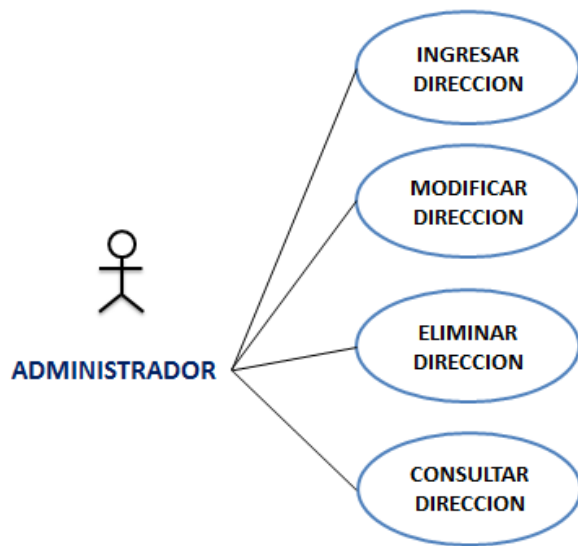 INGRESAR
DIRECCION
MODIFICAR
DIRECCION
ELIMINAR
DIRECCION
ADMINISTRADOR
CONSULTAR
DIRECCION